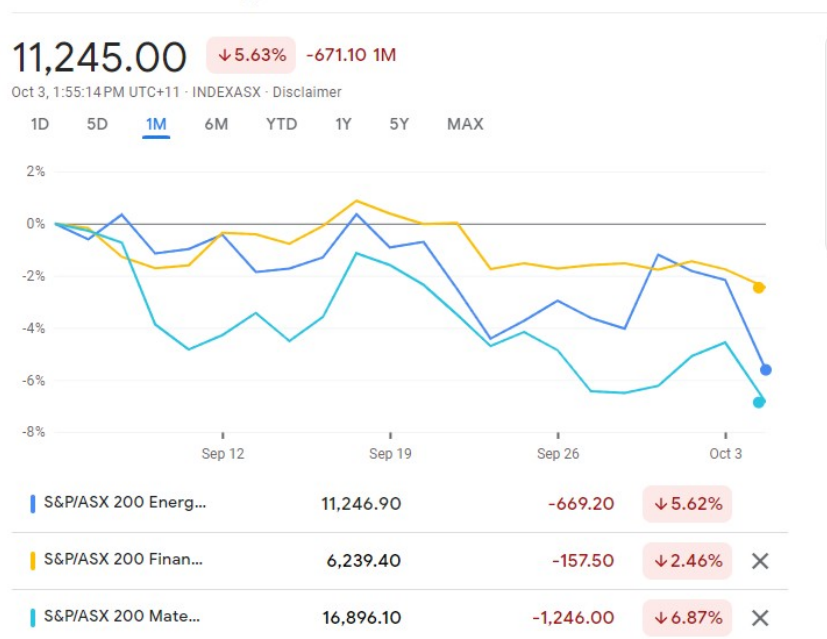 11,245.00 ↓5.63% -671.10 1M
Oct 3, 1:55:14 PM UTC+11 · INDEXASX · Disclaimer
1D 5D 1M 6M YTD 1Y 5Y MAX
2%
0%
-2%
-4%
-6%
-8%
Sep 12 Sep 19 Sep 26 Oct 3
S&P/ASX 200 Energ... 11,246.90 -669.20 ↓5.62%
S&P/ASX 200 Finan... 6,239.40 -157.50 ↓2.46% ×
S&P/ASX 200 Mate... 16,896.10 -1,246.00 ↓6.87% ×